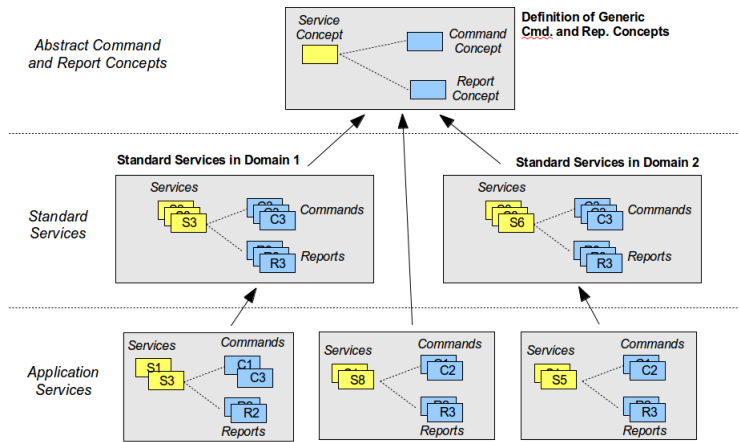 Service
Concept
Command
Concept
Report
Concept
Definition of Generic
Cmd. and Rep. Concepts
Abstract Command
and Report Concepts
Standard Services in Domain 1
Standard Services in Domain 2
Services
S3
C3
Commands
R3
Reports
Services
S6
C3
Commands
R3
Reports
Standard
Services
Services
Commands
S1
S3
C1
C3
R2
Reports
Services
Commands
S8
C2
R3
Reports
Services
Commands
S5
C2
R3
Reports
Application
Services